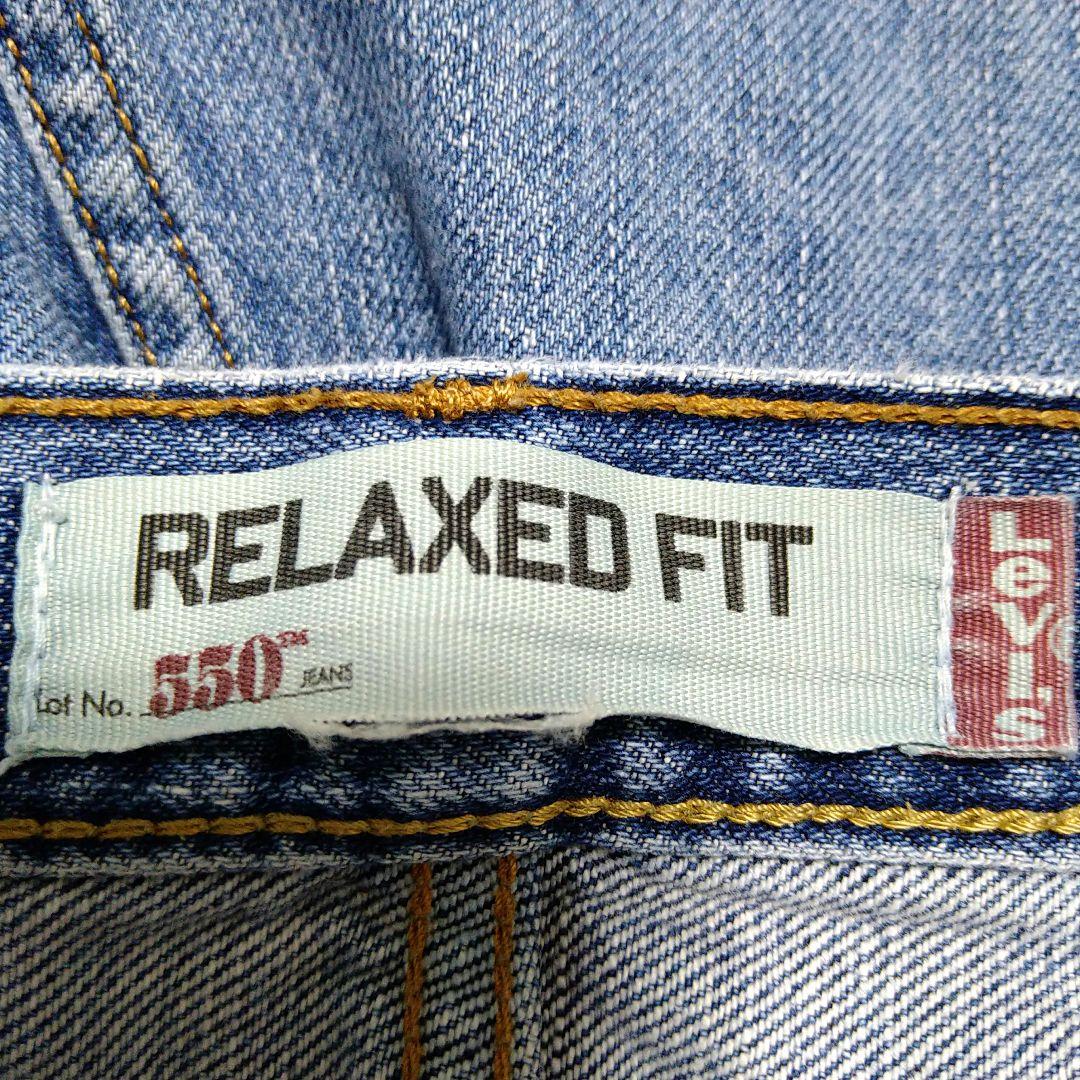 RELAXED FIT
Lot No. 550™ JEANS
Levi's®